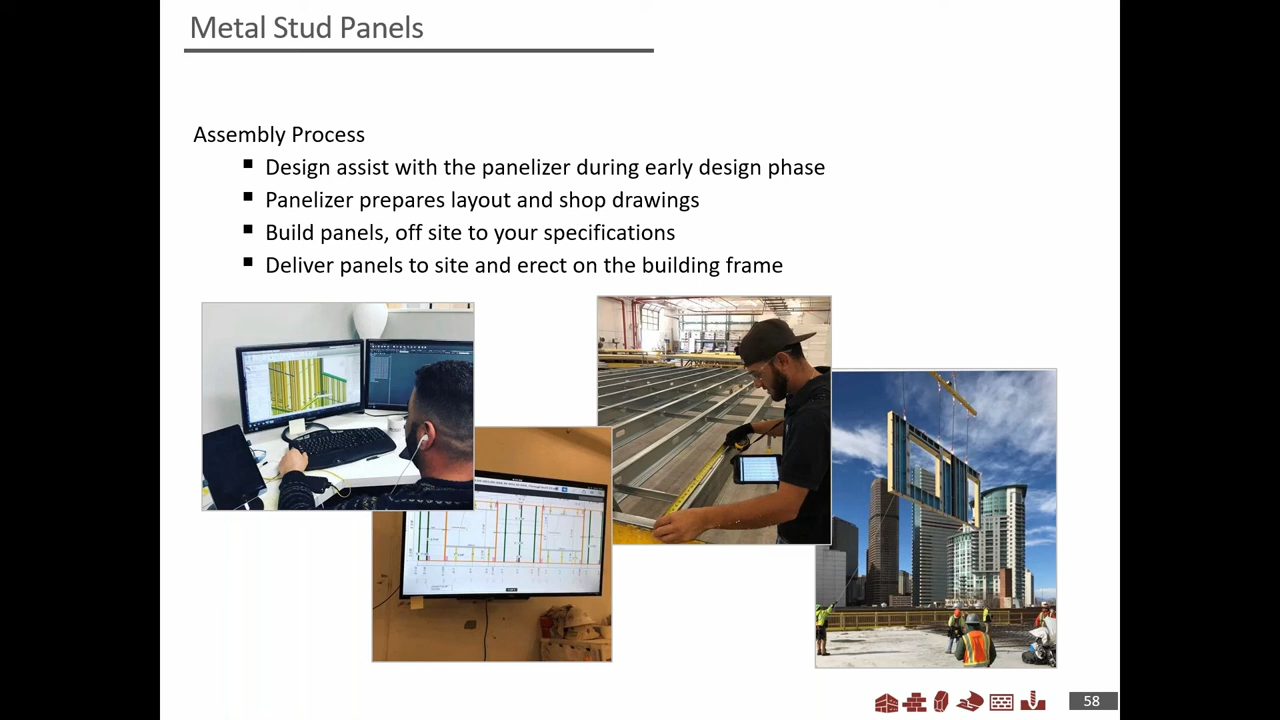 Metal Stud Panels
Assembly Process
Design assist with the panelizer during early design phase
Panelizer prepares layout and shop drawings
Build panels, off site to your specifications
Deliver panels to site and erect on the building frame
58